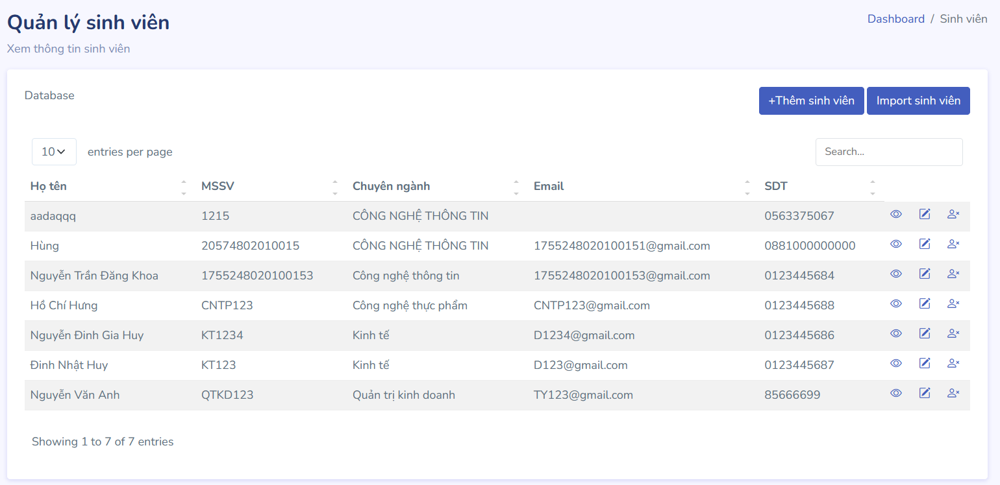 Quản lý sinh viên
Dashboard / Sinh viên
Xem thông tin sinh viên
Database
+Thêm sinh viên Import sinh viên
10 entries per page Search...
Họ tên MSSV Chuyên ngành Email SDT
aadaqqq 1215 CÔNG NGHỆ THÔNG TIN 0563375067
Hùng 20574802010015 CÔNG NGHỆ THÔNG TIN 1755248020100151@gmail.com 0881000000000
Nguyễn Trần Đăng Khoa 1755248020100153 Công nghệ thông tin 1755248020100153@gmail.com 0123445684
Hồ Chí Hưng CNTP123 Công nghệ thực phẩm CNTP123@gmail.com 0123445688
Nguyễn Đinh Gia Huy KT1234 Kinh tế D1234@gmail.com 0123445686
Đinh Nhật Huy KT123 Kinh tế D123@gmail.com 0123445687
Nguyễn Văn Anh QTKD123 Quản trị kinh doanh TY123@gmail.com 85666699
Showing 1 to 7 of 7 entries